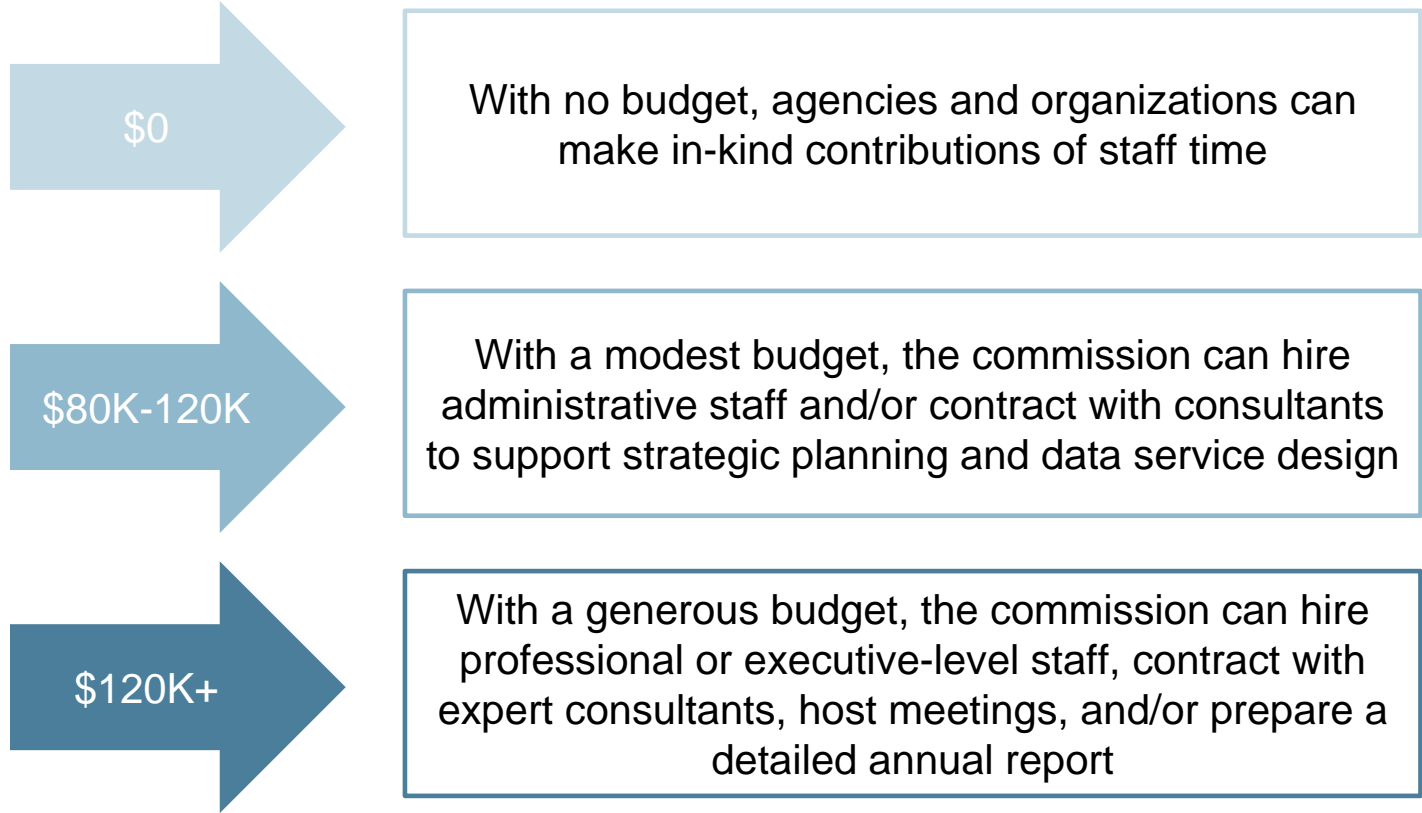 $0
With no budget, agencies and organizations can
make in-kind contributions of staff time
$80K-120K
With a modest budget, the commission can hire
administrative staff and/or contract with consultants
to support strategic planning and data service design
$120K+
With a generous budget, the commission can hire
professional or executive-level staff, contract with
expert consultants, host meetings, and/or prepare a
detailed annual report